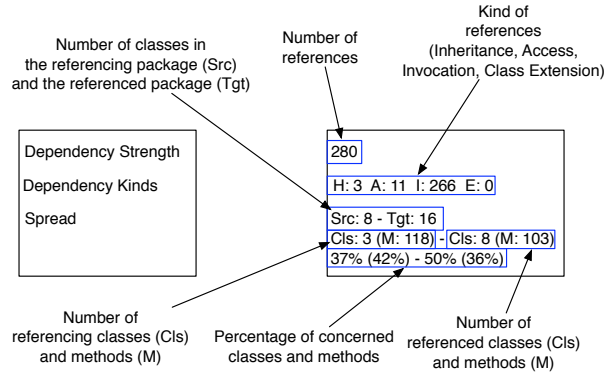 Number of classes in
the referencing package (Src)
and the referenced package (Tgt)
Number of
references
Kind of
references
(Inheritance, Access,
Invocation, Class Extension)
Dependency Strength
280
Dependency Kinds
H: 3 A: 11 I: 266 E: 0
Spread
Src: 8 - Tgt: 16
Cls: 3 (M: 118) - Cls: 8 (M: 103)
37% (42%) - 50% (36%)
Number of
referencing classes (Cls)
and methods (M)
Percentage of concerned
classes and methods
Number of
referenced classes (Cls)
and methods (M)